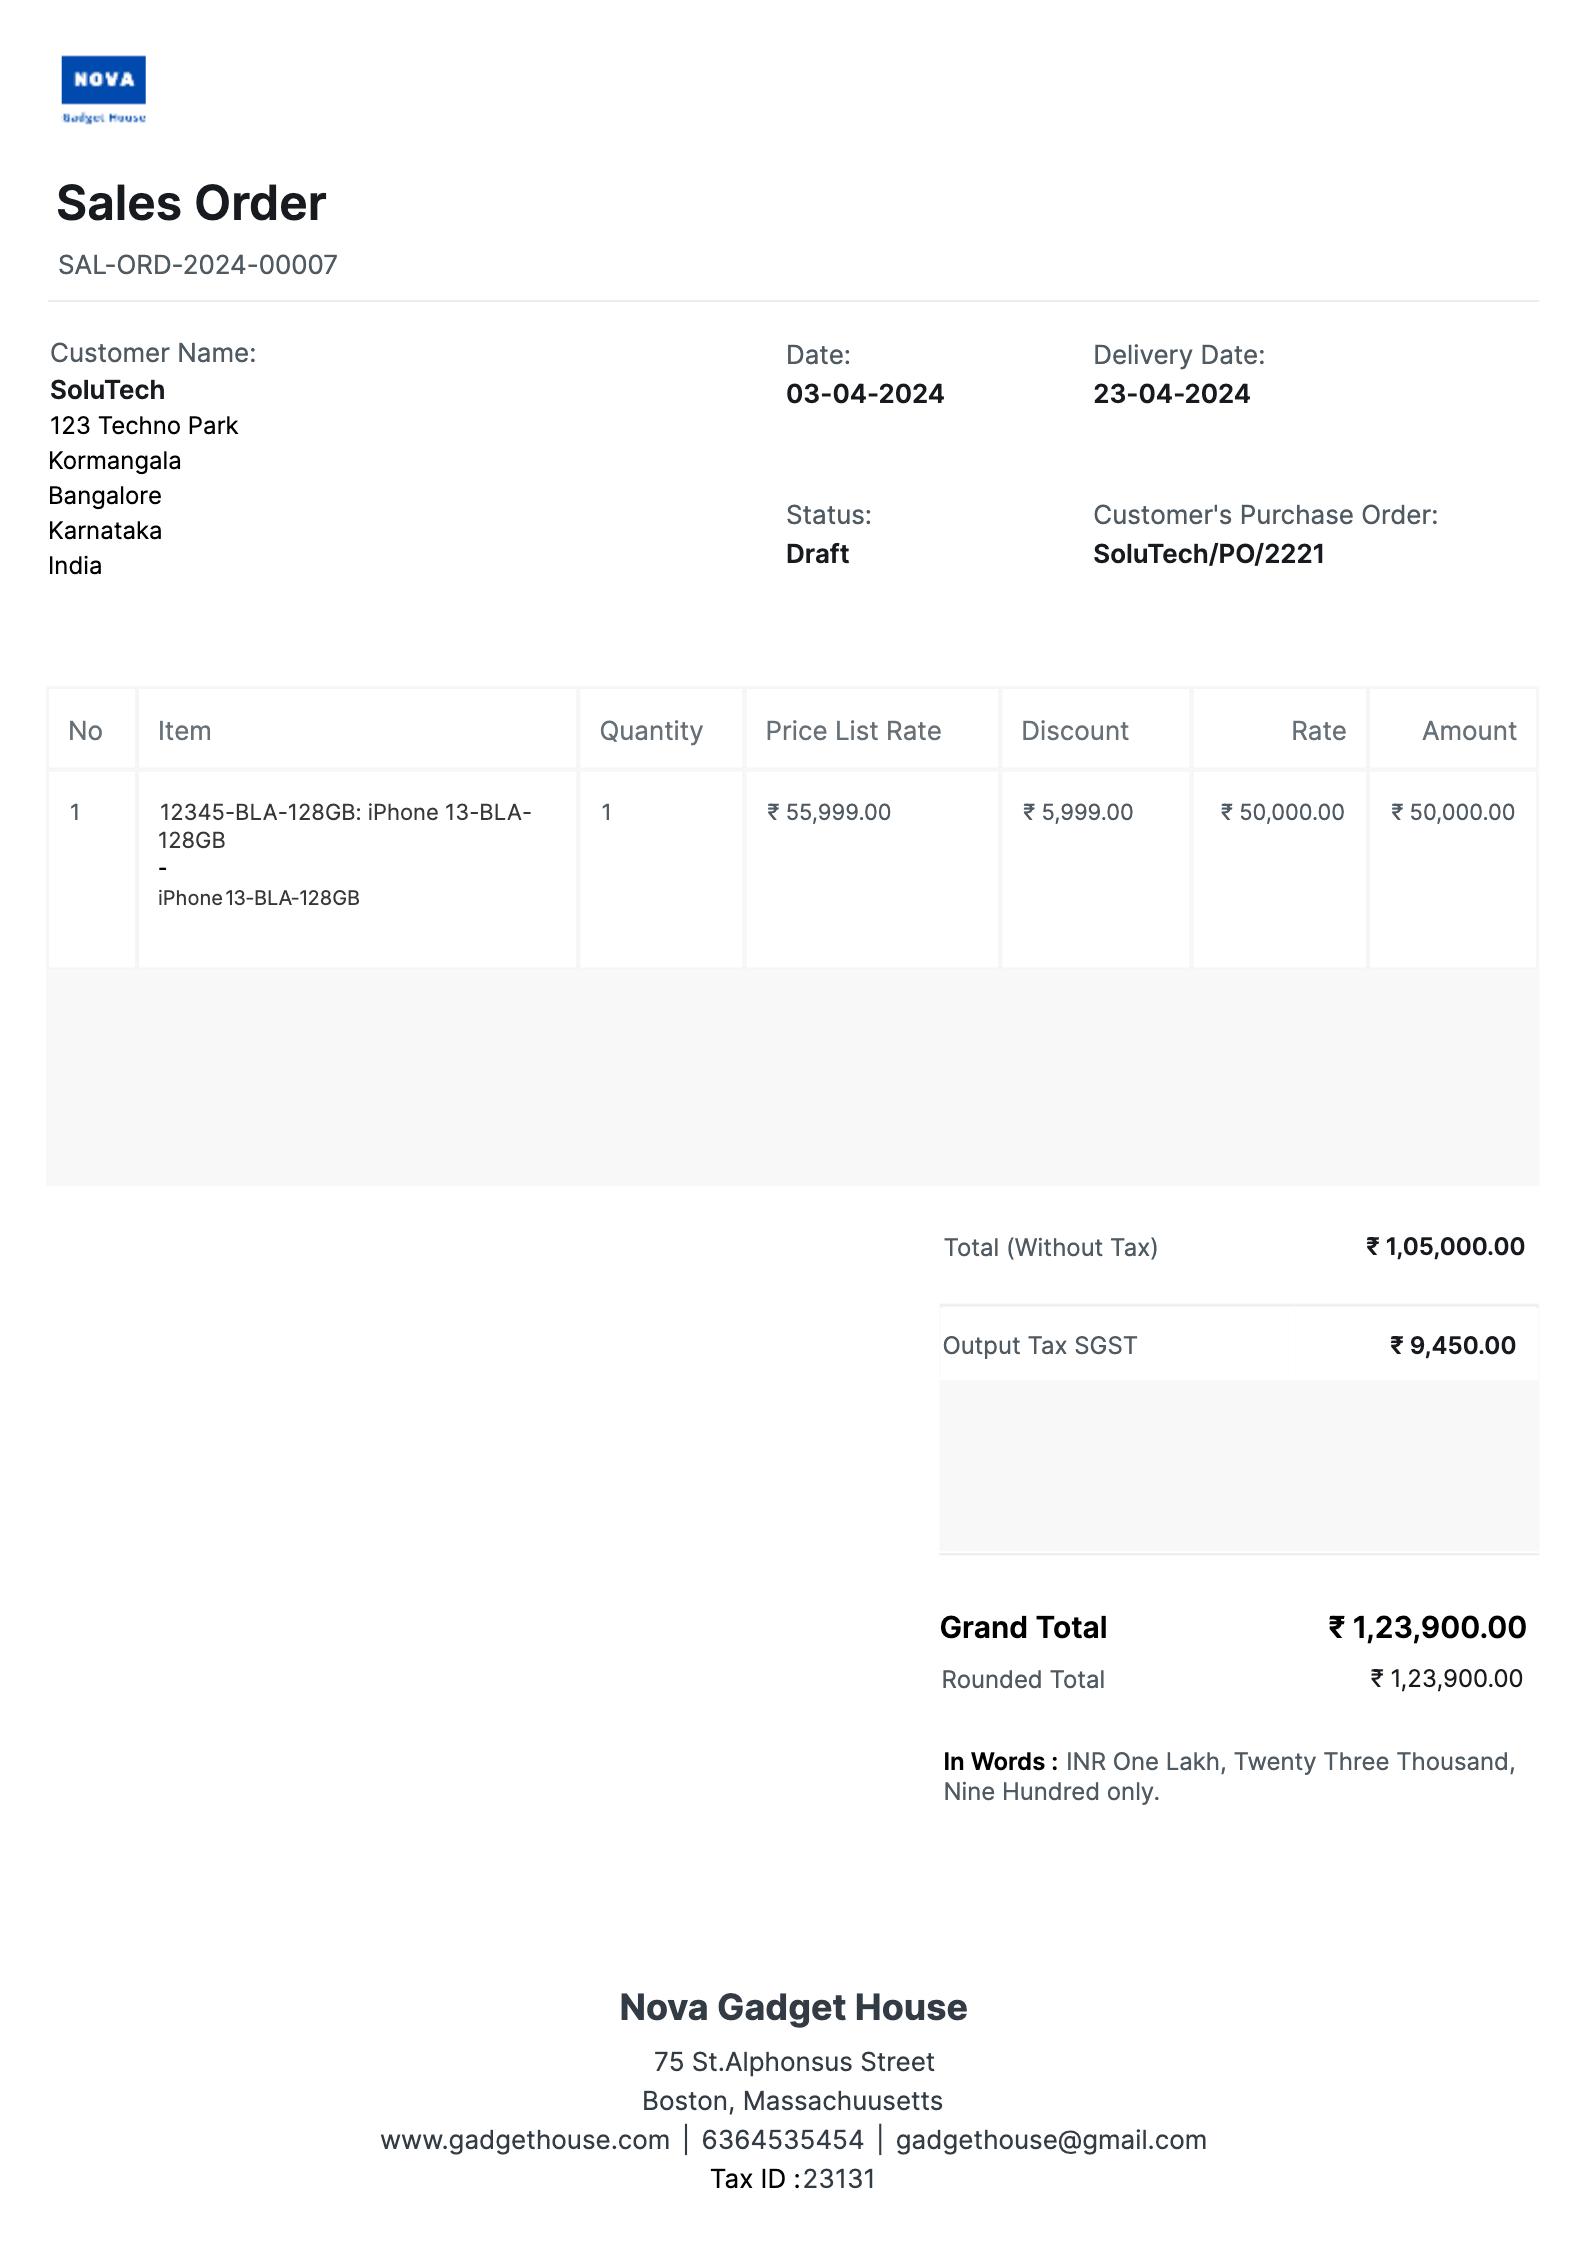 NOVA
Gadget House
Sales Order
SAL-ORD-2024-00007
Customer Name:
SoluTech
123 Techno Park
Kormangala
Bangalore
Karnataka
India
Date:
03-04-2024
Delivery Date:
23-04-2024
Status:
Draft
Customer's Purchase Order:
SoluTech/PO/2221
No Item Quantity Price List Rate Discount Rate Amount
1 12345-BLA-128GB: iPhone 13-BLA- 1 ₹ 55,999.00 ₹ 5,999.00 ₹ 50,000.00 ₹ 50,000.00
128GB
-
iPhone 13-BLA-128GB
Total (Without Tax) ₹ 1,05,000.00
Output Tax SGST ₹ 9,450.00
Grand Total ₹ 1,23,900.00
Rounded Total ₹ 1,23,900.00
In Words : INR One Lakh, Twenty Three Thousand,
Nine Hundred only.
Nova Gadget House
75 St.Alphonsus Street
Boston, Massachuusetts
www.gadgethouse.com | 6364535454 | gadgethouse@gmail.com
Tax ID :23131